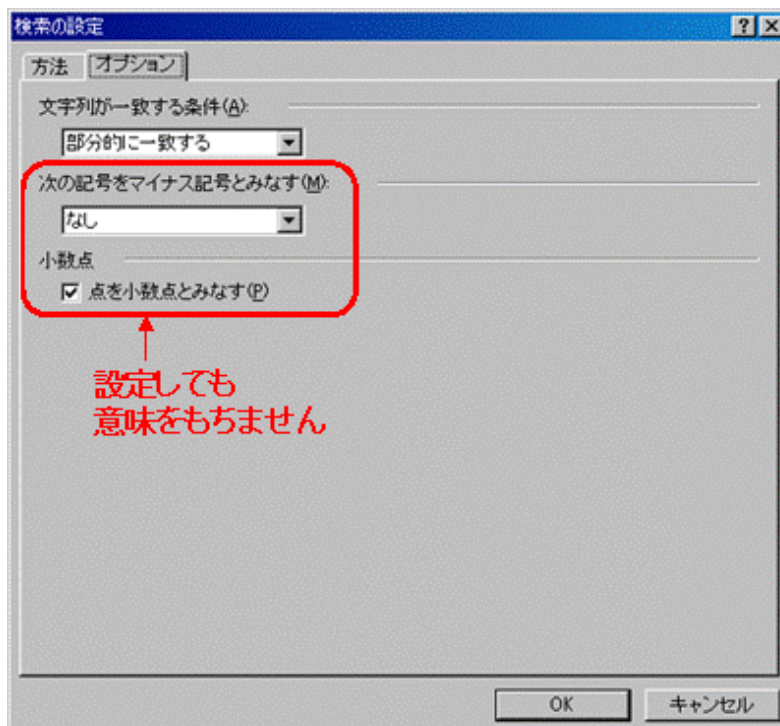 検索の設定
方法 オプション
文字列が一致する条件(A):
部分的に一致する
次の記号をマイナス記号とみなす(M):
なし
小数点
点を小数点とみなす(P)
設定しても
意味をもちません
OK キャンセル